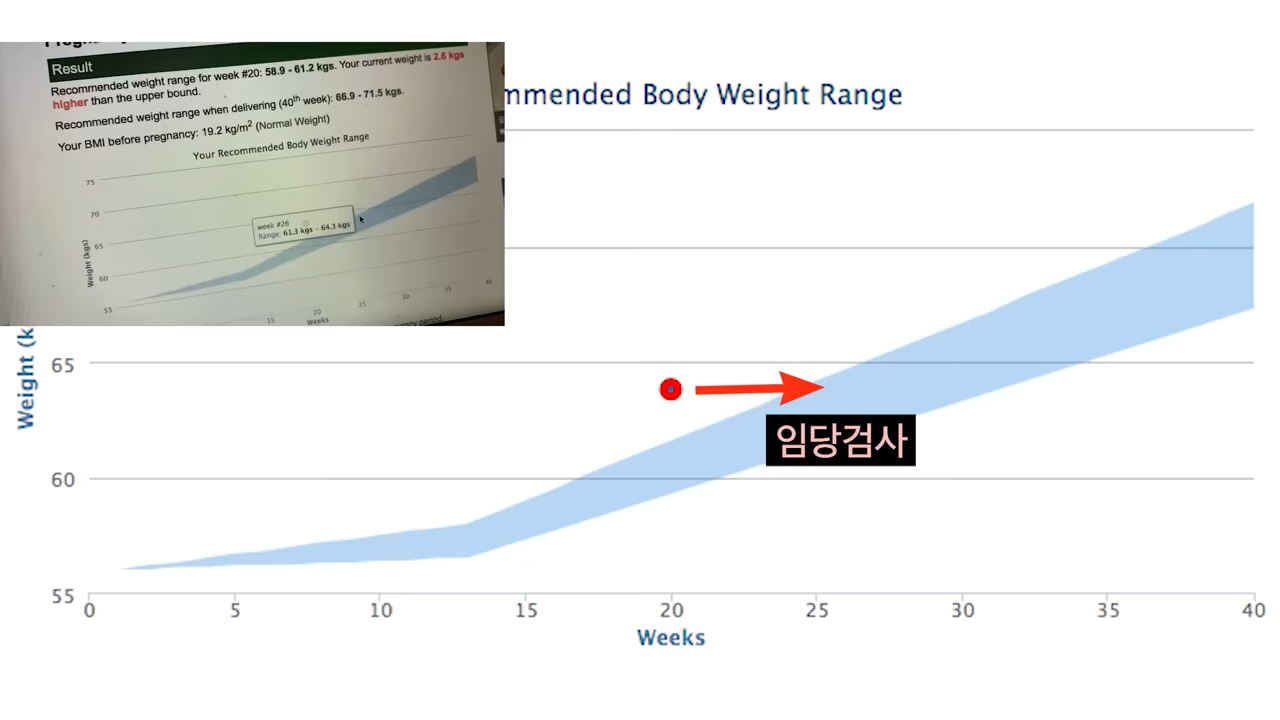 Result
Recommended weight range for week #20: 58.9 - 61.2 kgs. Your current weight is 2.6 kgs
higher than the upper bound.
Recommended weight range when delivering (40th week): 66.9 - 71.5 kgs.
Your BMI before pregnancy: 19.2 kg/m2 (Normal Weight)
Your Recommended Body Weight Range
75
70
65
60
55
Weight (kgs)
week #26
Range: 61.3 kgs - 64.3 kgs
15
20
25
30
35
40
Weeks
period.
mmended Body Weight Range
Weight (k
65
60
55
임당검사
0
5
10
15
20
25
30
35
40
Weeks